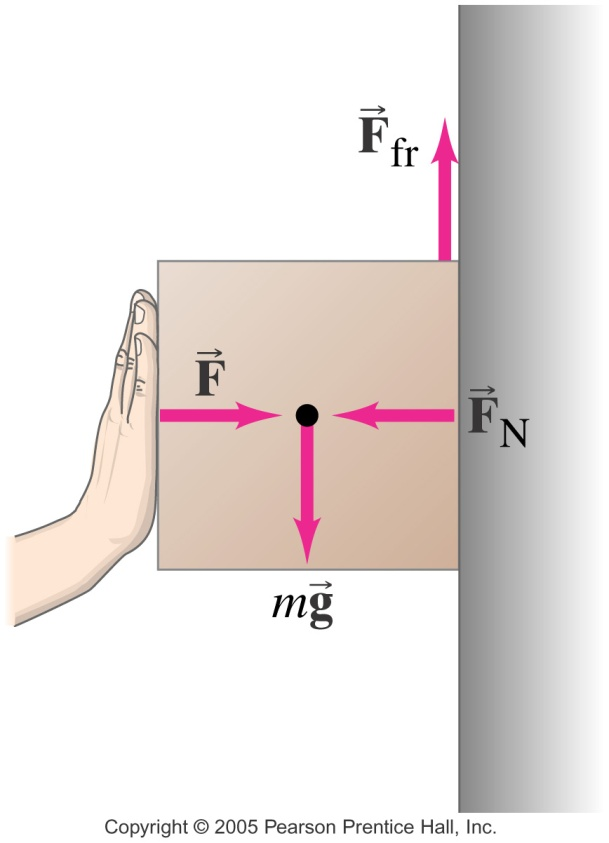 F⃗ fr
F⃗
F⃗ N
mg⃗
Copyright © 2005 Pearson Prentice Hall, Inc.